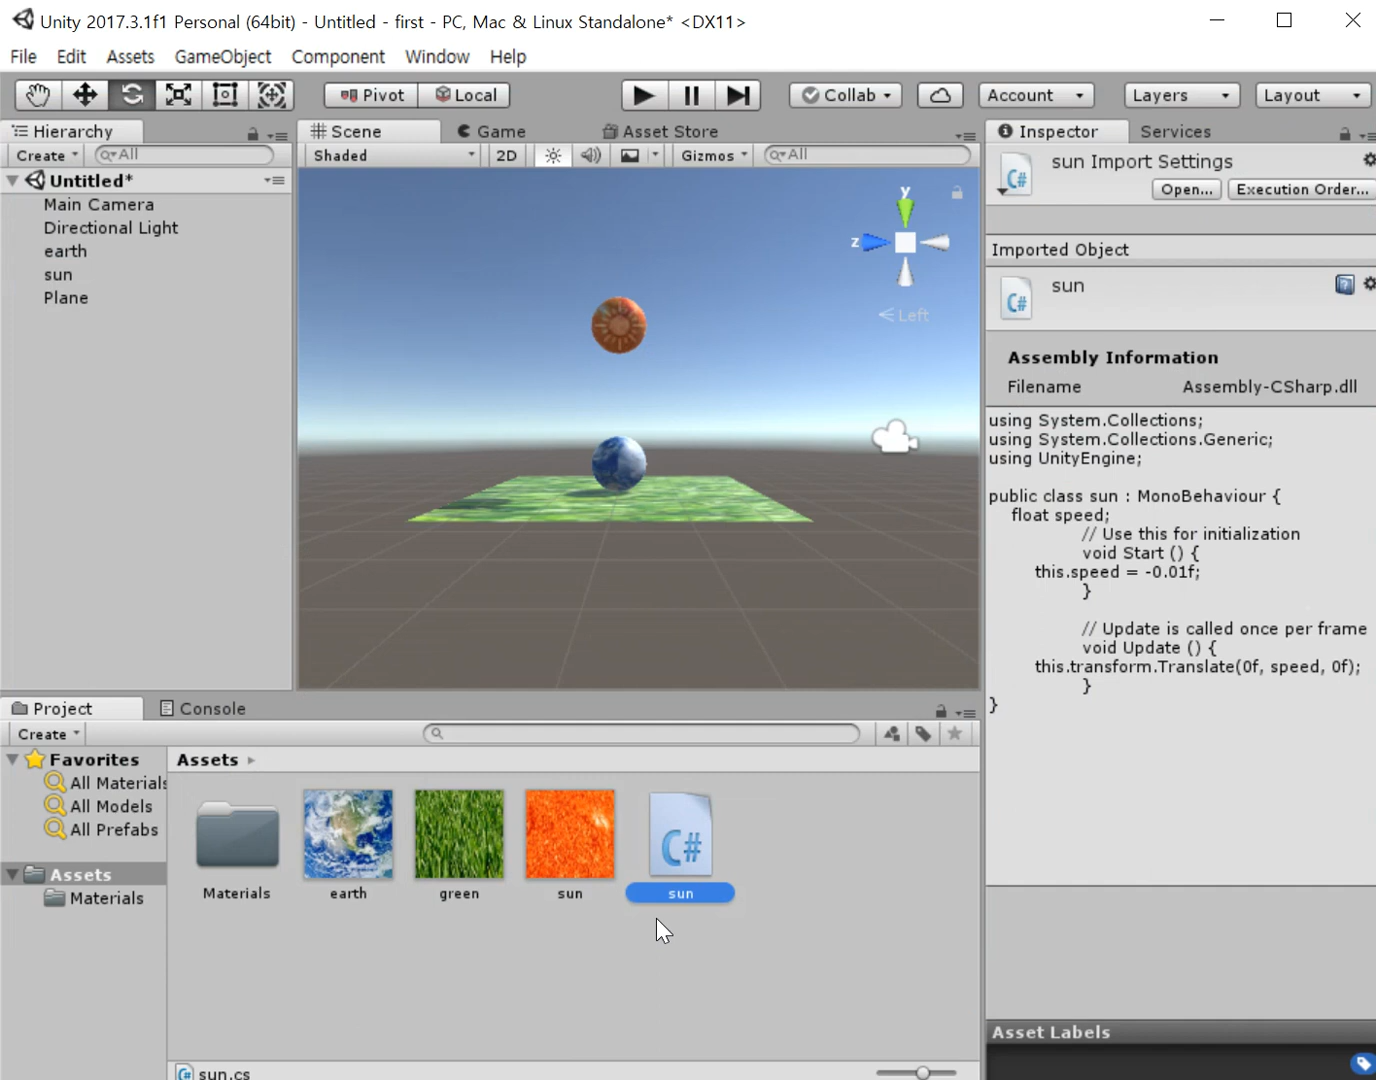 Unity 2017.3.1f1 Personal (64bit) - Untitled - first - PC, Mac & Linux Standalone* <DX11>
File Edit Assets GameObject Component Window Help
Pivot Local Collab Account Layers Layout
Hierarchy
Create All
Untitled*
Main Camera
Directional Light
earth
sun
Plane
Scene Game Asset Store
Shaded 2D Gizmos All
y
z
Left
Inspector Services
sun Import Settings
Open... Execution Order...
Imported Object
sun
C#
C#
Assembly Information
Filename Assembly-CSharp.dll
using System.Collections;
using System.Collections.Generic;
using UnityEngine;
public class sun : MonoBehaviour {
float speed;
// Use this for initialization
void Start () {
this.speed = -0.01f;
}
// Update is called once per frame
void Update () {
this.transform.Translate(0f, speed, 0f);
}
}
Asset Labels
Project Console
Create
Favorites
All Materials
All Models
All Prefabs
Assets
Materials
Assets
C#
Materials earth green sun sun
sun.cs